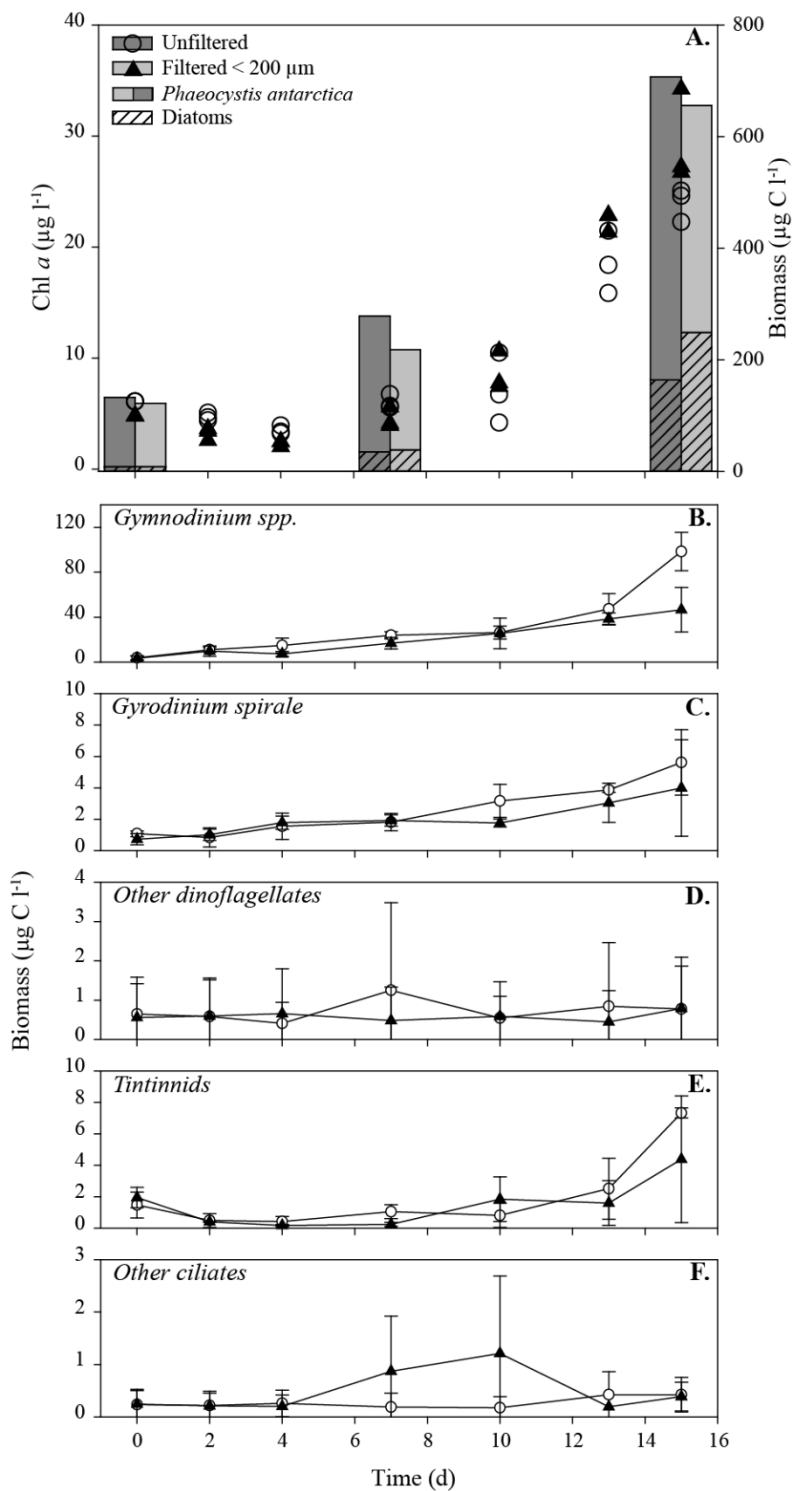 40
30
20
10
0
Chl a (µg l-1)
Unfiltered
Filtered < 200 µm
Phaeocystis antarctica
Diatoms
A.
800
600
400
200
0
Biomass (µg C l-1)
120
80
40
0
Gymnodinium spp.
B.
10
8
6
4
2
0
Gyrodinium spirale
C.
4
3
2
1
0
Other dinoflagellates
D.
Biomass (µg C l-1)
10
8
6
4
2
0
Tintinnids
E.
3
2
1
0
Other ciliates
F.
0 2 4 6 8 10 12 14 16
Time (d)